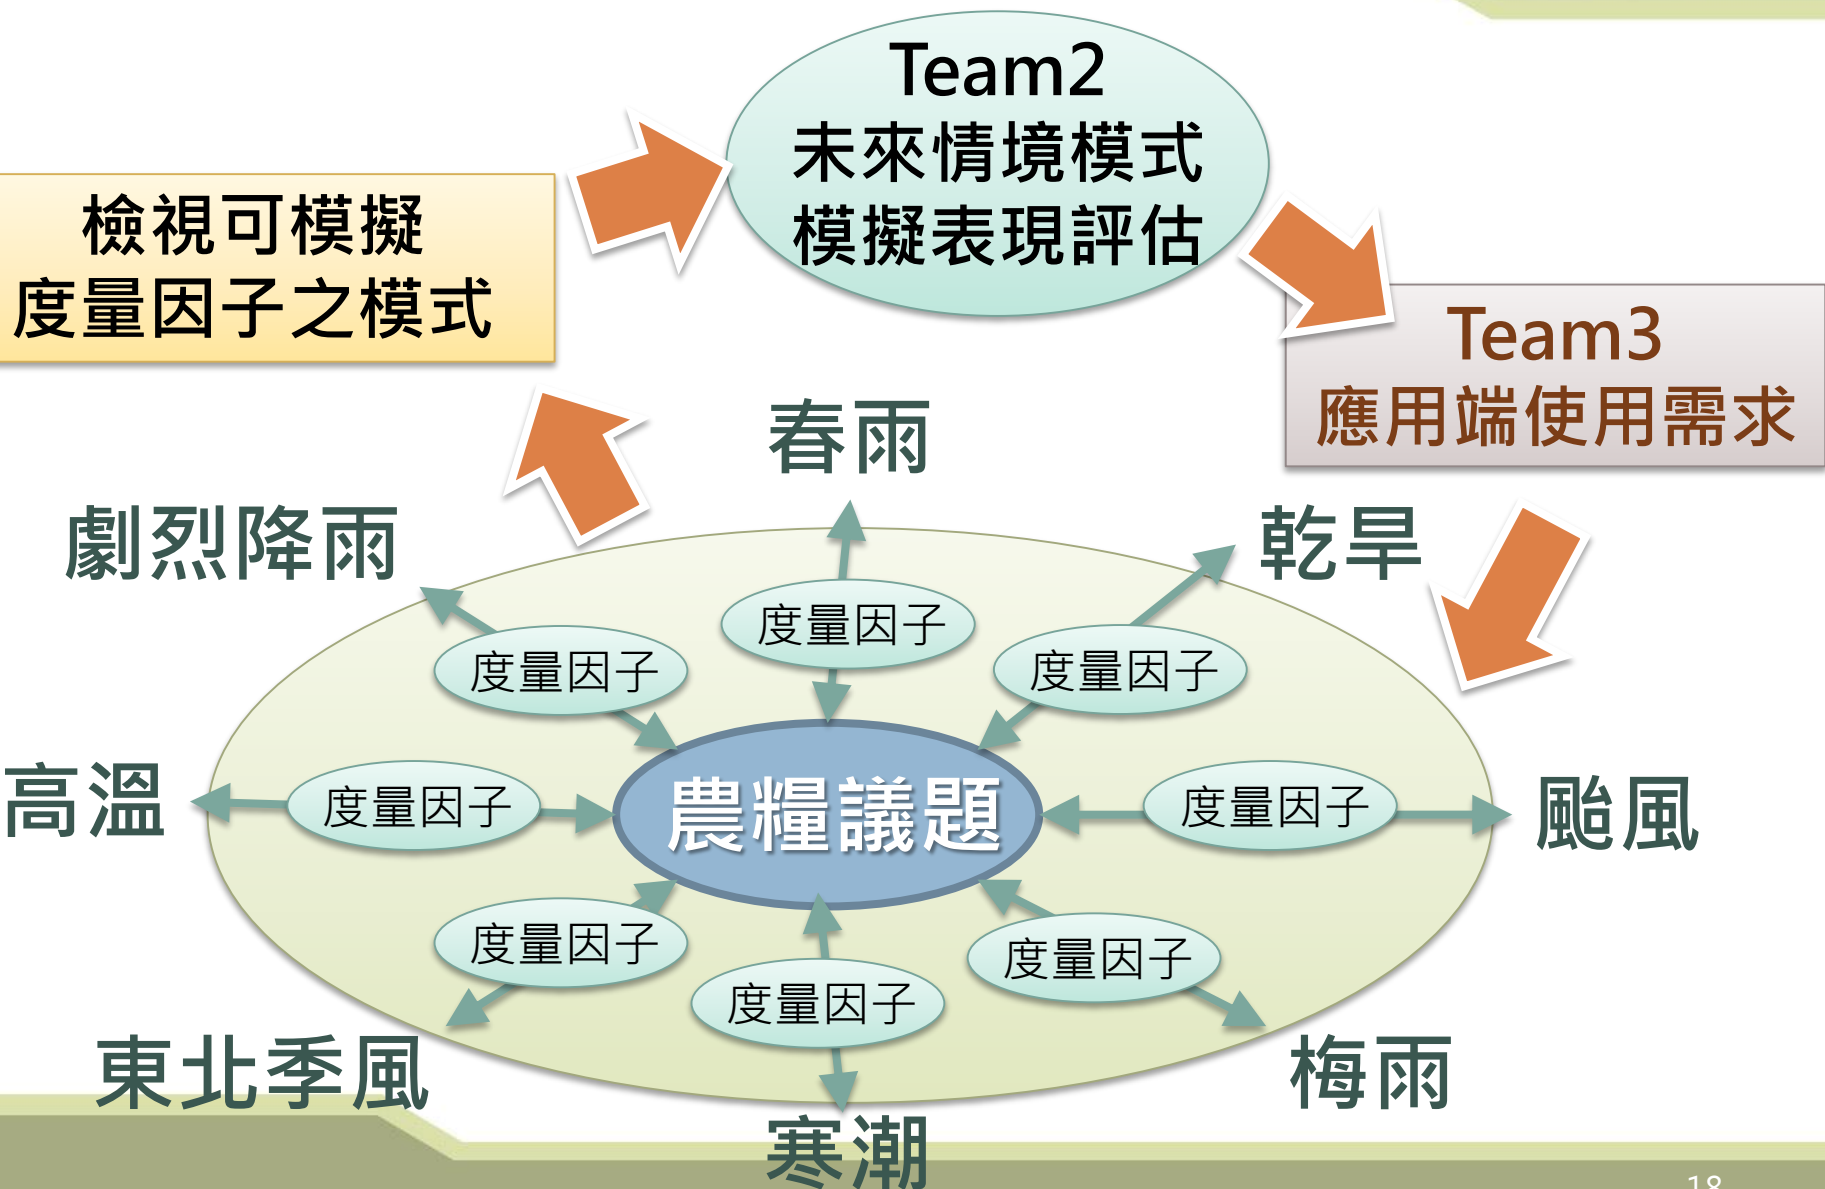 Team2
未來情境模式
模擬表現評估
檢視可模擬
度量因子之模式
Team3
應用端使用需求
春雨
劇烈降雨
乾旱
度量因子
度量因子
度量因子
高溫
度量因子
農糧議題
度量因子
颱風
度量因子
度量因子
度量因子
東北季風
梅雨
寒潮
18